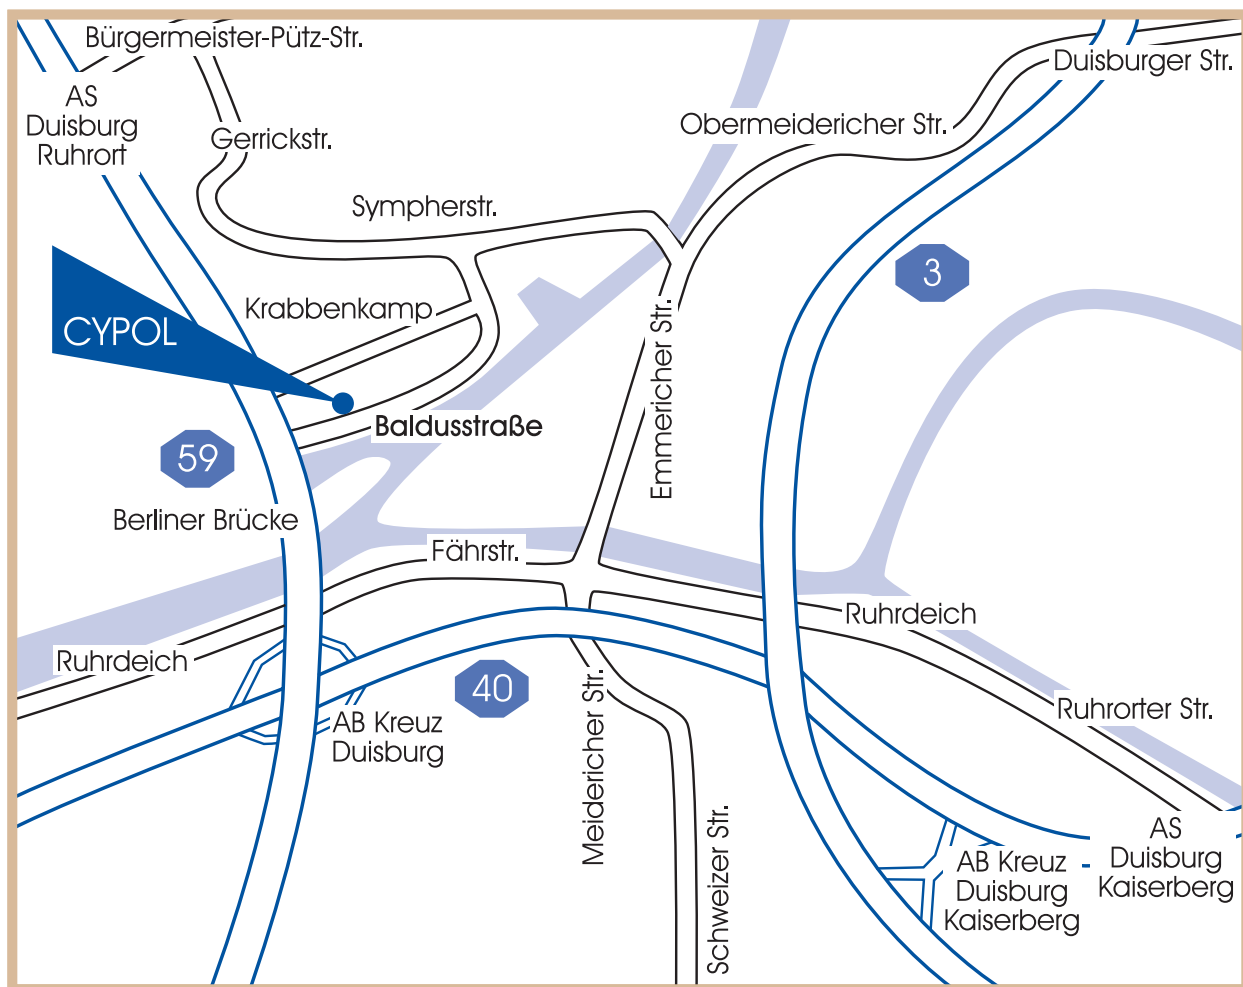 Bürgermeister-Pütz-Str.
Duisburger Str.
AS
Duisburg
Ruhrort
Gerrickstr.
Obermeidericher Str.
Sympherstr.
3
Krabbenkamp
CYPOL
Emmericher Str.
Baldusstraße
59
Berliner Brücke
Fährstr.
Ruhrdeich
Ruhrdeich
40
AB Kreuz
Duisburg
Meidericher Str.
Ruhrorter Str.
Schweizer Str.
AS
Duisburg
Kaiserberg
AB Kreuz
Duisburg
Kaiserberg